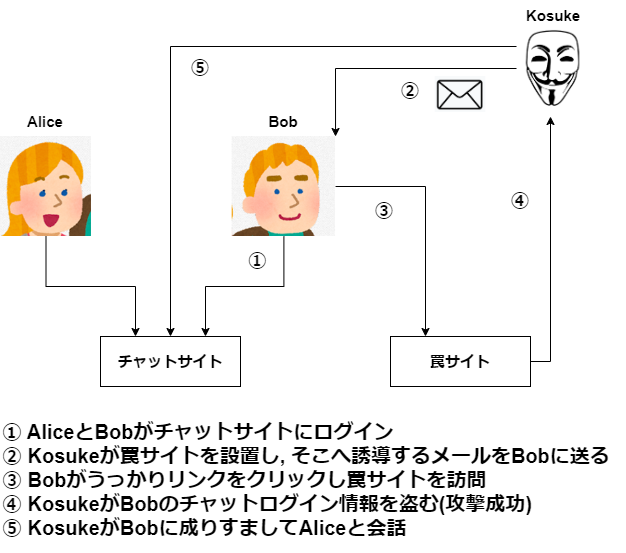 Kosuke
⑤
②
Alice
Bob
③
④
①
チャットサイト
罠サイト
① AliceとBobがチャットサイトにログイン
② Kosukeが罠サイトを設置し, そこへ誘導するメールをBobに送る
③ Bobがうっかりリンクをクリックし罠サイトを訪問
④ KosukeがBobのチャットログイン情報を盗む(攻撃成功)
⑤ KosukeがBobに成りすましてAliceと会話